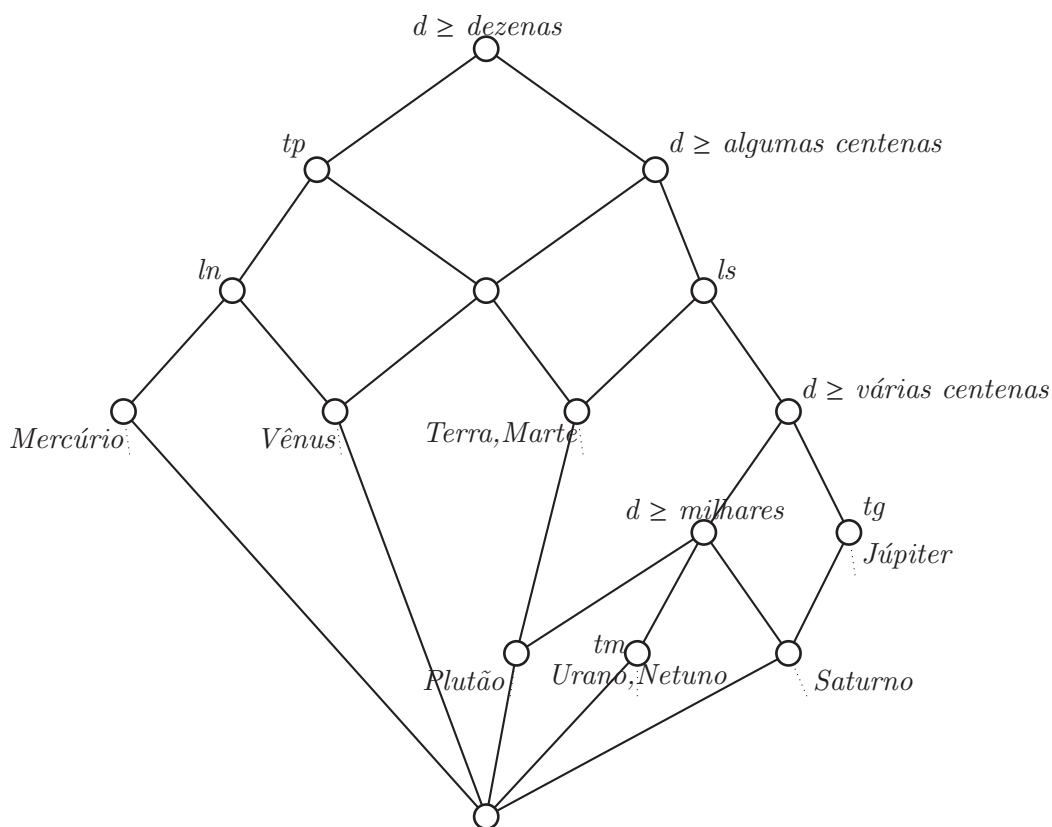 d ≥ dezenas
tp
d ≥ algumas centenas
ln
ls
d ≥ várias centenas
Mercúrio
Vênus
Terra,Marte
d ≥ milhares
tg
Júpiter
tm
Plutão
Urano,Netuno
Saturno